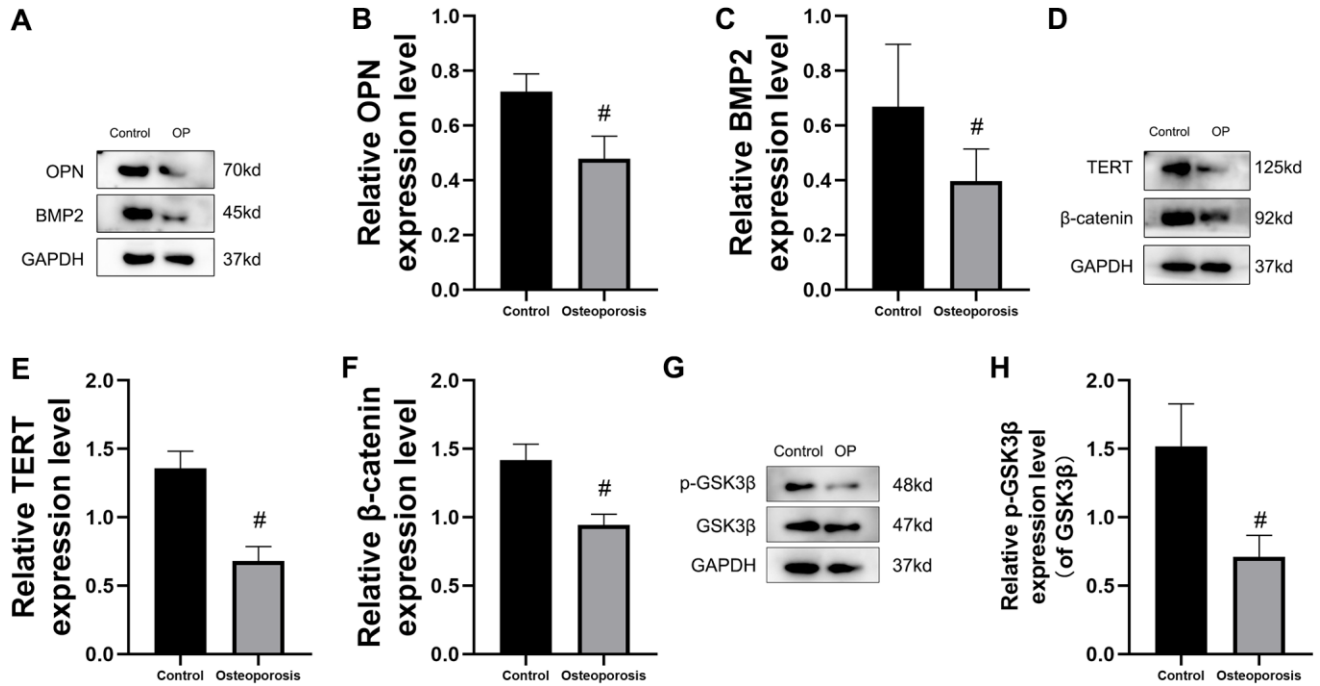 A
Control OP
OPN 70kd
BMP2 45kd
GAPDH 37kd
B
Relative OPN
expression level
0.0
0.2
0.4
0.6
0.8
1.0
#
Control Osteoporosis
C
Relative BMP2
expression level
0.0
0.2
0.4
0.6
0.8
1.0
#
Control Osteoporosis
D
Control OP
TERT 125kd
β-catenin 92kd
GAPDH 37kd
E
Relative TERT
expression level
0.0
0.5
1.0
1.5
2.0
#
Control Osteoporosis
F
Relative β-catenin
expression level
0.0
0.5
1.0
1.5
2.0
#
Control Osteoporosis
G
Control OP
p-GSK3β 48kd
GSK3β 47kd
GAPDH 37kd
H
Relative p-GSK3β
expression level
(of GSK3β)
0.0
0.5
1.0
1.5
2.0
#
Control Osteoporosis